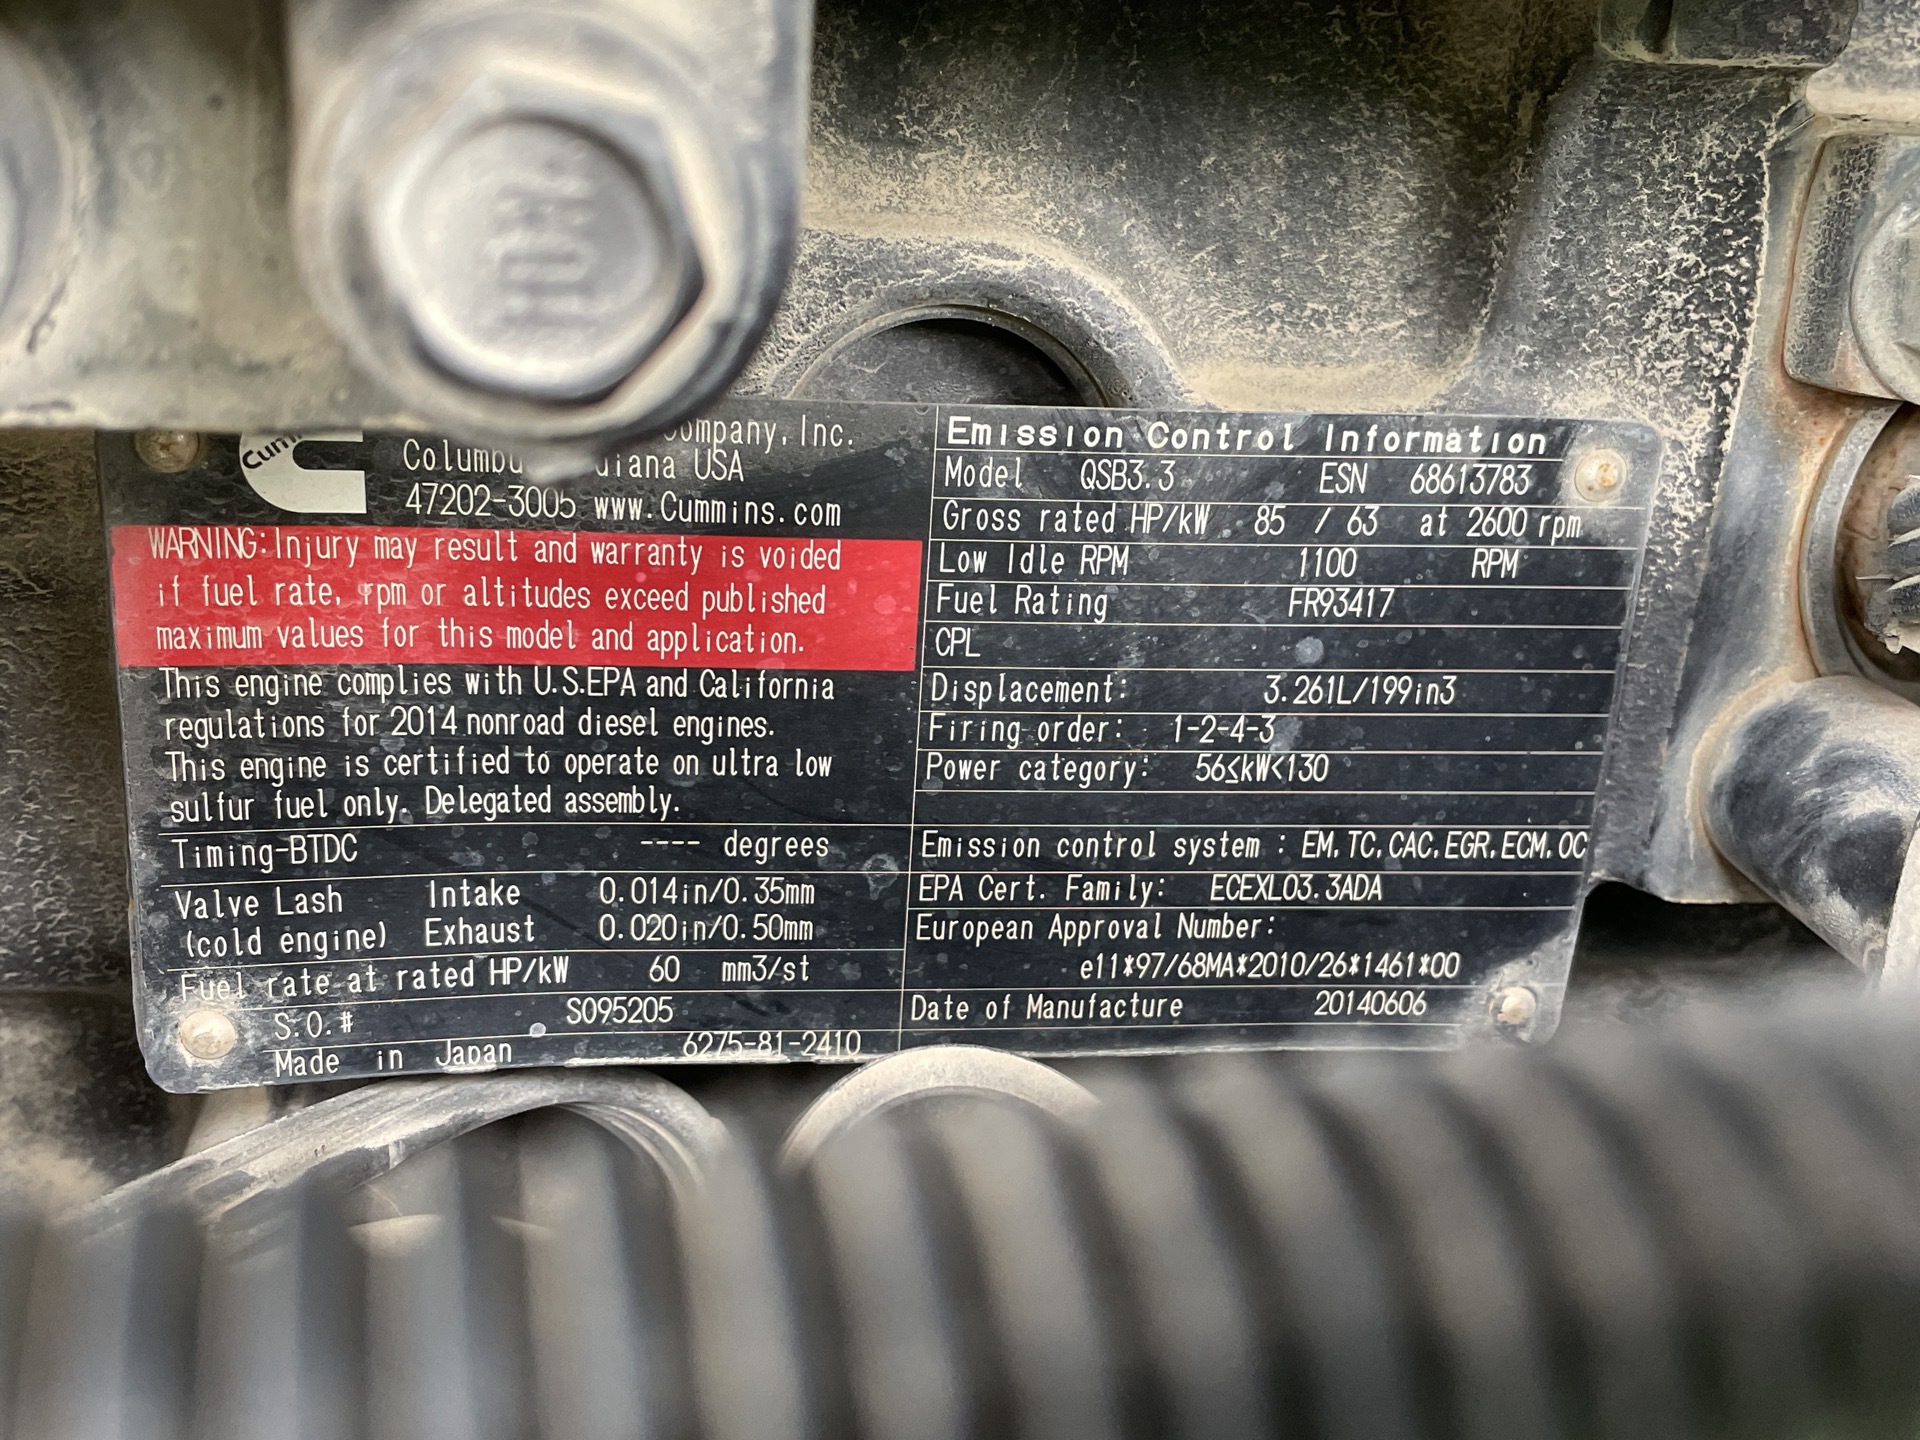 Company, Inc.
USA
47202-3005 www.Cummins.com
WARNING: Injury may result and warranty is voided
if fuel rate, rpm or altitudes exceed published
maximum values for this model and application.
This engine complies with U.S.EPA and California
regulations for 2014 nonroad diesel engines.
This engine is certified to operate on ultra low
sulfur fuel only. Delegated assembly.
Timing-BTDC ---- degrees
Valve Lash Intake 0.014in/0.35mm
(cold engine) Exhaust 0.020in/0.50mm
Fuel rate at rated HP/kW 60 mm3/st
S.O.# SO95205
Made in Japan 6275-81-2410
Emission Control Information
Model QSB3.3 ESN 68613783
Gross rated HP/kW 85 / 63 at 2600 rpm
Low Idle RPM 1100 RPM
Fuel Rating FR93417
CPL
Displacement: 3.261L/199in3
Firing order: 1-2-4-3
Power category: 56≤kW<130
Emission control system : EM, TC, CAC, EGR, ECM, OC
EPA Cert. Family: ECEXL03.3ADA
European Approval Number:
e11*97/68MA*2010/26*1461*00
Date of Manufacture 20140606